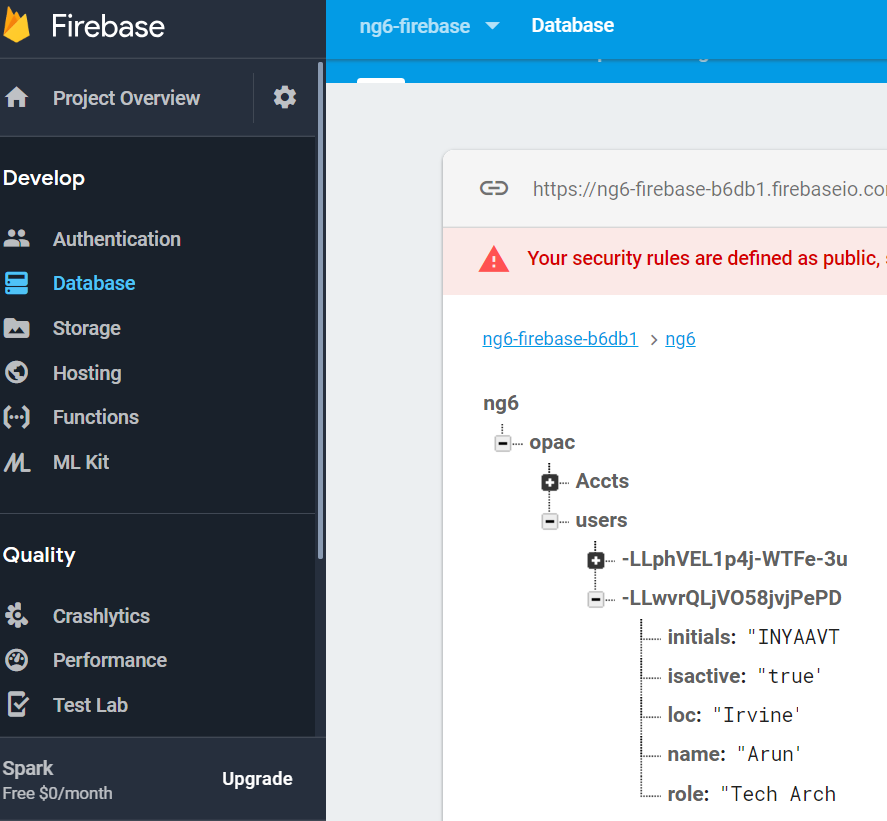 Firebase
ng6-firebase
Database
Project Overview
Develop
Authentication
Database
Storage
Hosting
Functions
ML Kit
Quality
Crashlytics
Performance
Test Lab
Spark
Free $0/month
Upgrade
https://ng6-firebase-b6db1.firebaseio.co
Your security rules are defined as public,
ng6-firebase-b6db1 > ng6
ng6
opac
Accts
users
-LLphVEL1p4j-WTFe-3u
-LLwvrQLjVO58jvjPePD
initials: "INYAAVT
isactive: "true'
loc: "Irvine'
name: "Arun'
role: "Tech Arch